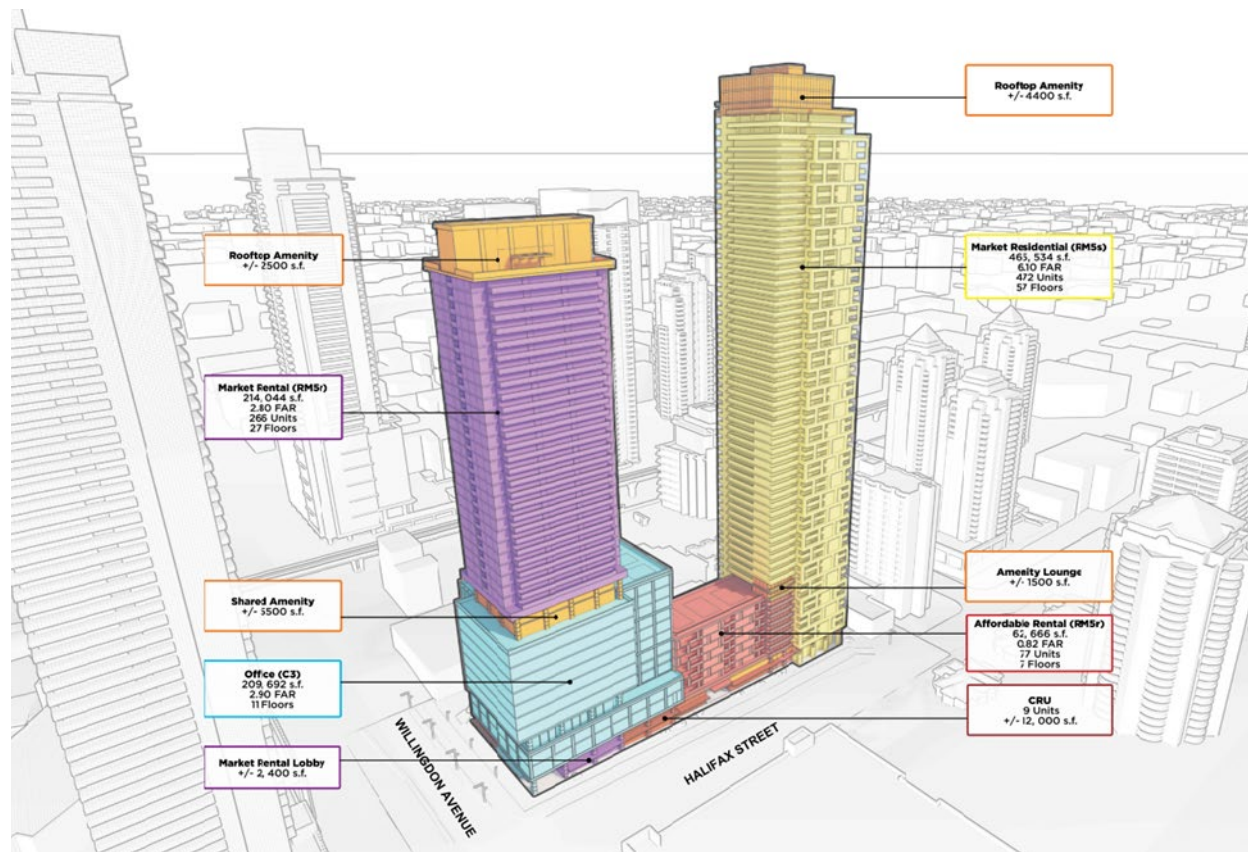 Rooftop Amenity
+/- 4400 s.f.
Rooftop Amenity
+/- 2500 s.f.
Market Residential (RM5s)
465, 534 s.f.
6.10 FAR
472 Units
57 Floors
Market Rental (RM5r)
214, 044 s.f.
2.80 FAR
266 Units
27 Floors
Shared Amenity
+/- 5500 s.f.
Amenity Lounge
+/- 1500 s.f.
Affordable Rental (RM5r)
62, 666 s.f.
0.82 FAR
77 Units
7 Floors
Office (C3)
209, 692 s.f.
2.90 FAR
11 Floors
CRU
9 Units
+/- 12, 000 s.f.
Market Rental Lobby
+/- 2, 400 s.f.
WILLINGDON AVENUE
HALIFAX STREET